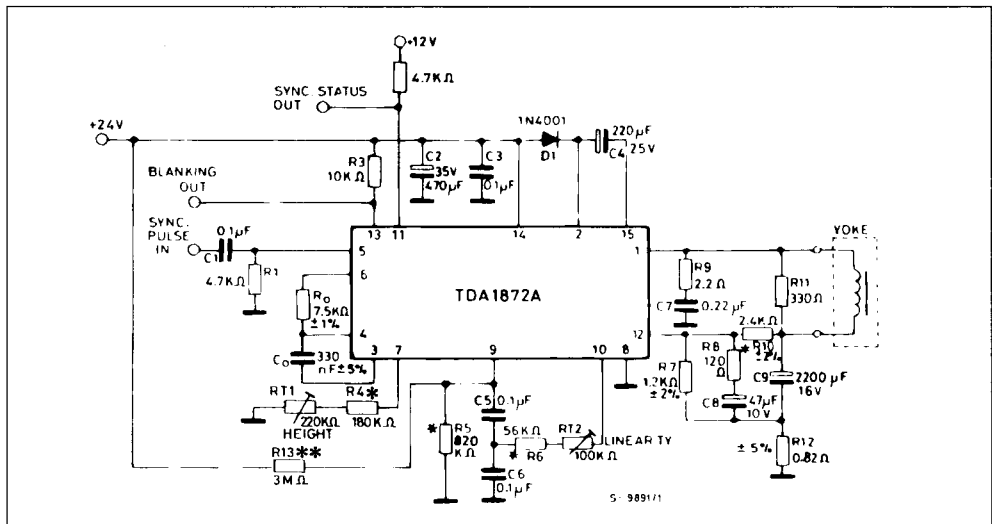 +12V
4.7KΩ
SYNC. STATUS
OUT
+24V
1N4001
D1
220µF
C4 25V
R3
10KΩ
C2
35V
470µF
C3
0.1µF
BLANKING
OUT
SYNC.
PULSE
IN
0.1µF
C1
R1
4.7KΩ
13 11 14 2 15
5
6
4
3 7 9 10 8
1
12
TDA1872A
Ro
7.5KΩ
±1%
Co
330
nF±5%
YOKE
R9
2.2Ω
C7
0.22µF
R11
330Ω
2.4KΩ
R10
±2%
*
R8
120
Ω
R7
1.2KΩ
±2%
C9
2200µF
16V
C8
47µF
10V
R12
0.82Ω
±5%
RT1
220KΩ
HEIGHT
R4*
180KΩ
R13**
3MΩ
*
R5
820
KΩ
C5
0.1µF
56KΩ
*
R6
RT2
100KΩ
LINEARITY
C6
0.1µF
S-9891/1